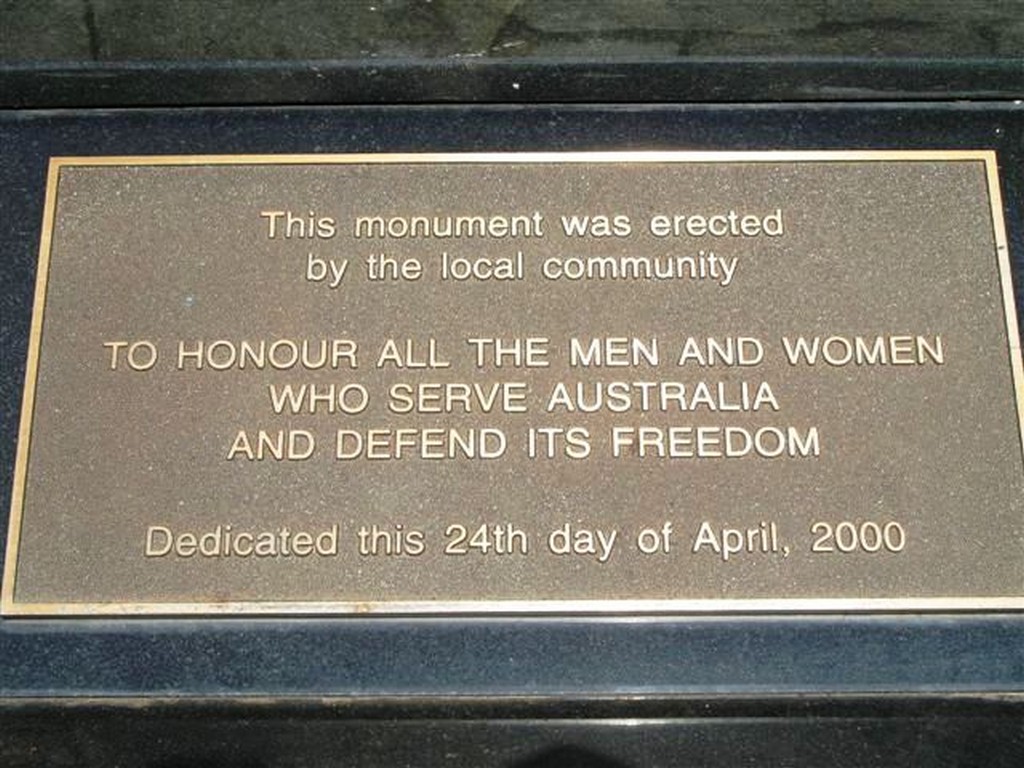 This monument was erected
by the local community
TO HONOUR ALL THE MEN AND WOMEN
WHO SERVE AUSTRALIA
AND DEFEND ITS FREEDOM
Dedicated this 24th day of April, 2000